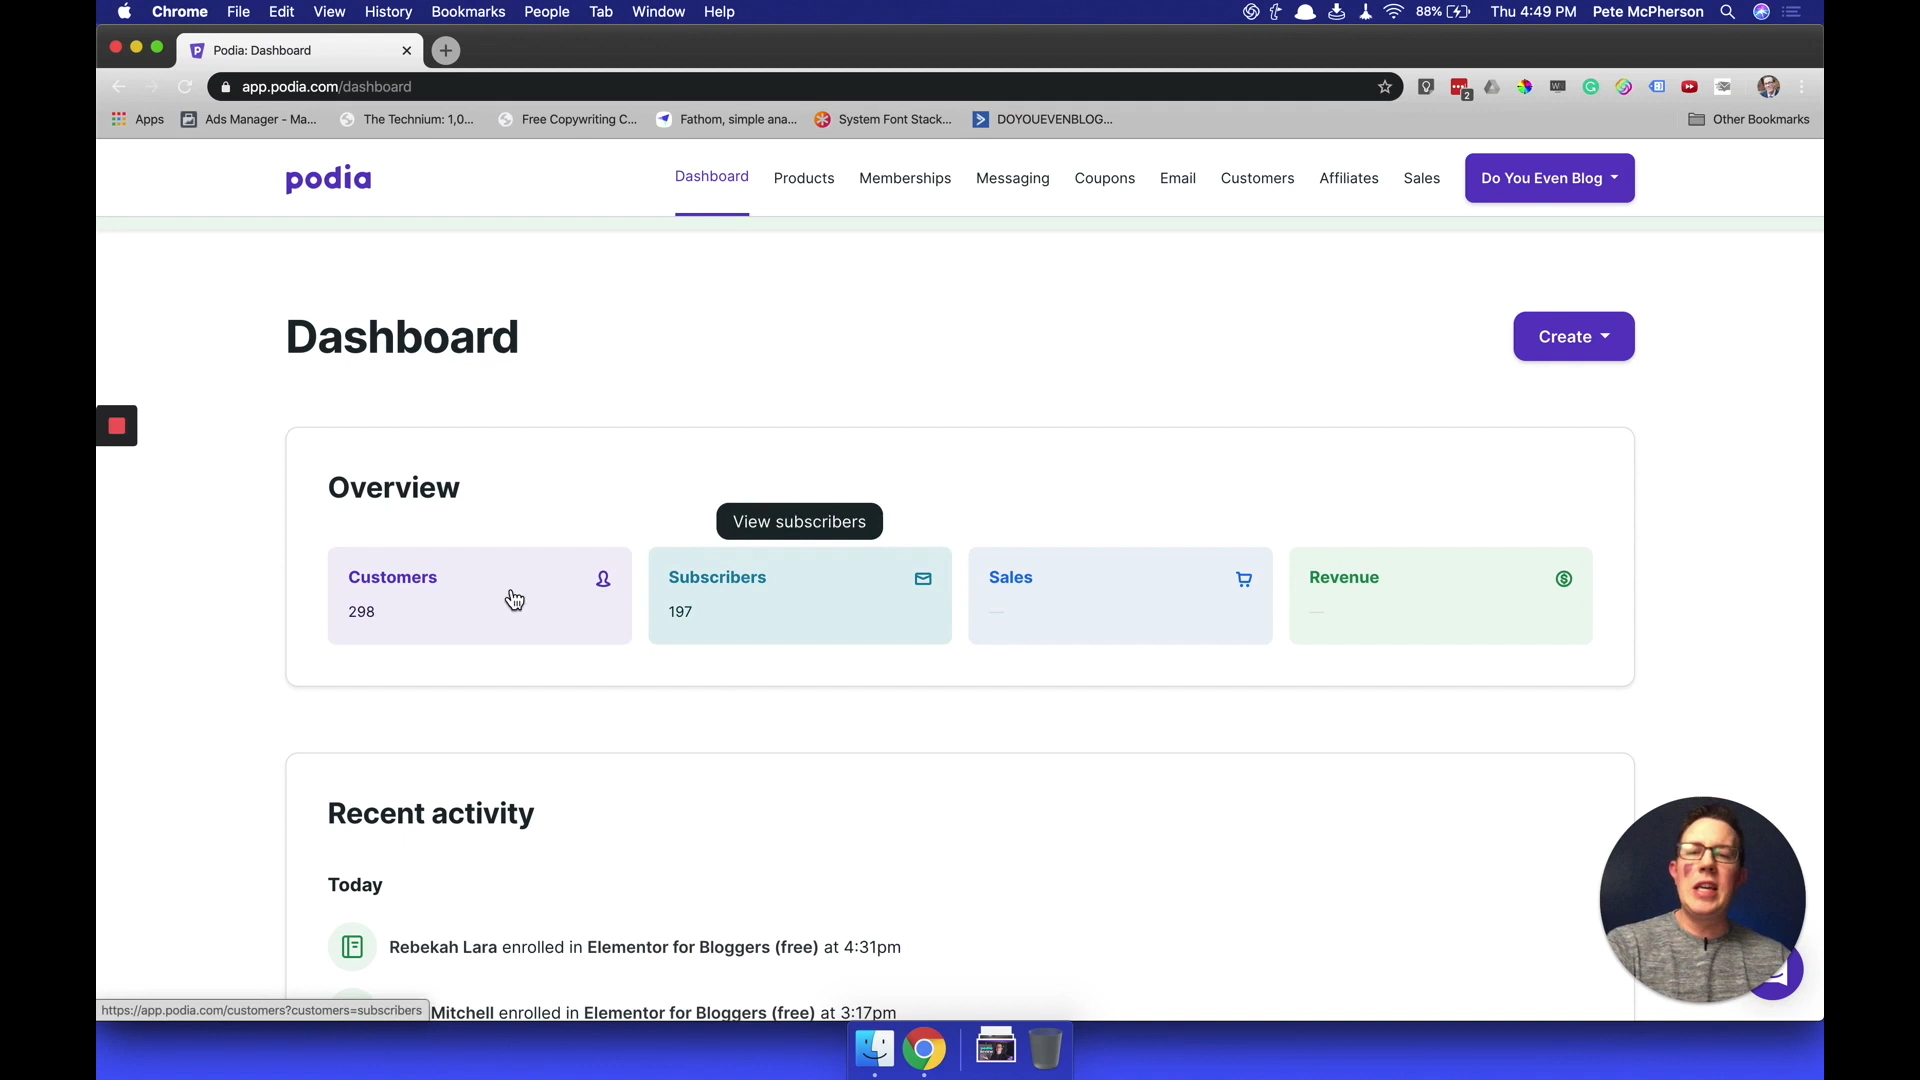 Chrome File Edit View History Bookmarks People Tab Window Help 88% Thu 4:49 PM Pete McPherson
Podia: Dashboard
app.podia.com/dashboard
2
Apps Ads Manager - Ma... The Technium: 1,0... Free Copywriting C... Fathom, simple ana... System Font Stack... DOYOUEVENBLOG... Other Bookmarks
podia Dashboard Products Memberships Messaging Coupons Email Customers Affiliates Sales Do You Even Blog
Dashboard Create
Overview
View subscribers
Customers Subscribers Sales Revenue
298 197 — —
Recent activity
Today
Rebekah Lara enrolled in Elementor for Bloggers (free) at 4:31pm
Mitchell enrolled in Elementor for Bloggers (free) at 3:17pm
https://app.podia.com/customers?customers=subscribers